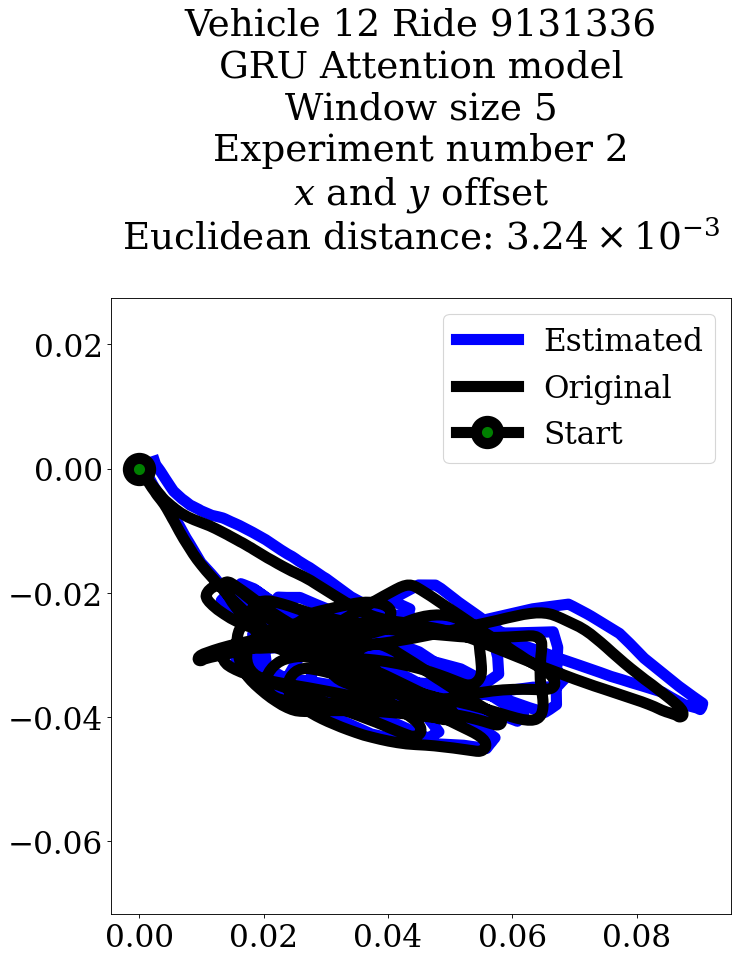 Vehicle 12 Ride 9131336
GRU Attention model
Window size 5
Experiment number 2
x and y offset
Euclidean distance: 3.24 × 10⁻³
Estimated
Original
Start
0.02
0.00
−0.02
−0.04
−0.06
0.00 0.02 0.04 0.06 0.08